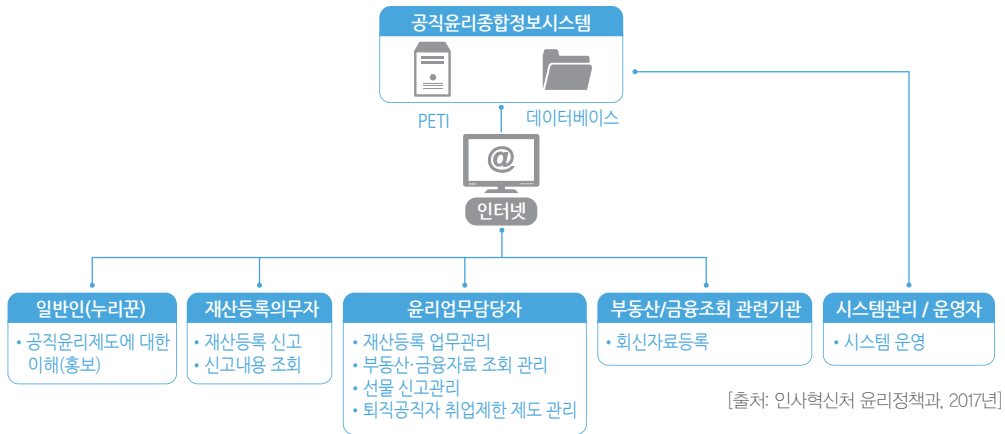 공직윤리종합정보시스템
PETI
데이터베이스
@
인터넷
일반인(누리꾼)
• 공직윤리제도에 대한
이해(홍보)
재산등록의무자
• 재산등록 신고
• 신고내용 조회
윤리업무담당자
• 재산등록 업무관리
• 부동산·금융자료 조회 관리
• 선물 신고관리
• 퇴직공직자 취업제한 제도 관리
부동산/금융조회 관련기관
• 회신자료등록
시스템관리 / 운영자
• 시스템 운영
[출처: 인사혁신처 윤리정책과, 2017년]